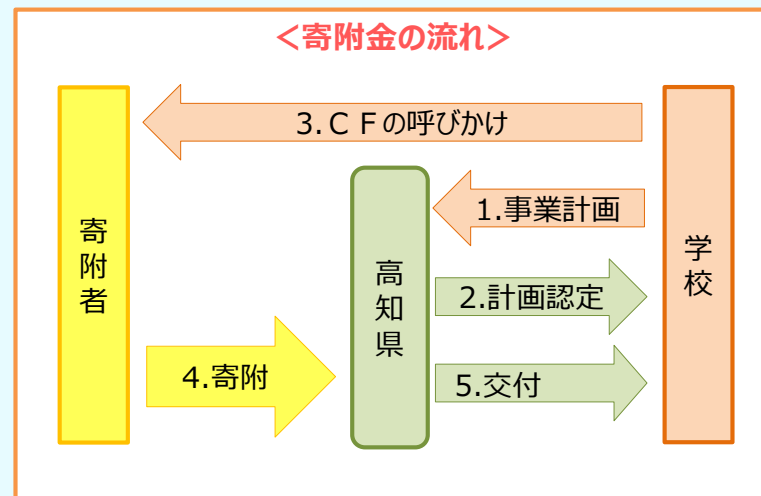 ＜寄附金の流れ＞
3.ＣＦの呼びかけ
1.事業計画
寄附者
高知県
学校
2.計画認定
4.寄附
5.交付